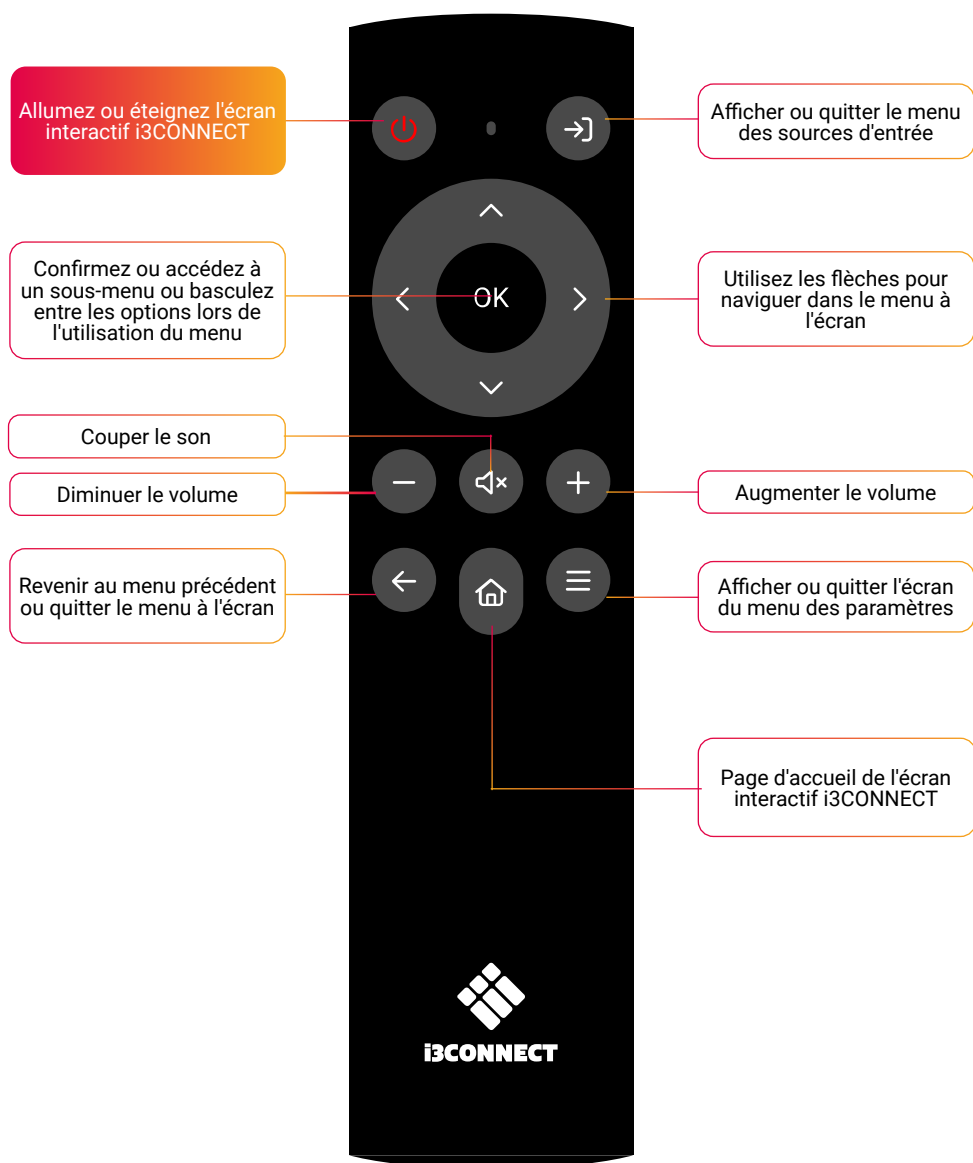 Allumez ou éteignez l'écran
interactif i3CONNECT
Afficher ou quitter le menu
des sources d'entrée
Confirmez ou accédez à
un sous-menu ou basculez
entre les options lors de
l'utilisation du menu
OK
Utilisez les flèches pour
naviguer dans le menu à
l'écran
Couper le son
Diminuer le volume
Augmenter le volume
Revenir au menu précédent
ou quitter le menu à l'écran
Afficher ou quitter l'écran
du menu des paramètres
Page d'accueil de l'écran
interactif i3CONNECT
i3CONNECT